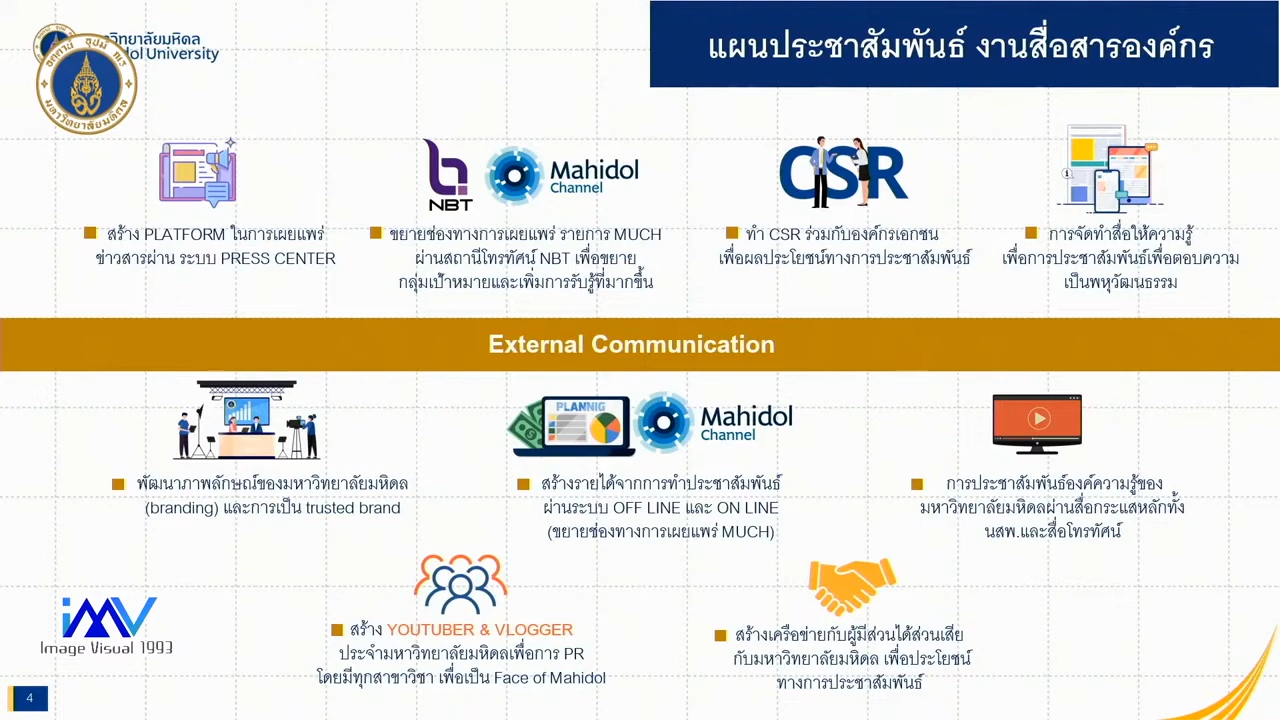 วิทยาลัยมหิดล
dol University
มหาวิทยาลัยมหิดล
แผนประชาสัมพันธ์ งานสื่อสารองค์กร
NBT
Mahidol
Channel
CSR
สร้าง PLATFORM ในการเผยแพร่
ข่าวสารผ่าน ระบบ PRESS CENTER
ขยายช่องทางการเผยแพร่ รายการ MUCH
ผ่านสถานีโทรทัศน์ NBT เพื่อขยาย
กลุ่มเป้าหมายและเพิ่มการรับรู้ที่มากขึ้น
ทำ CSR ร่วมกับองค์กรเอกชน
เพื่อผลประโยชน์ทางการประชาสัมพันธ์
การจัดทำสื่อให้ความรู้
เพื่อการประชาสัมพันธ์เพื่อตอบความ
เป็นพหุวัฒนธรรม
External Communication
PLANNIG
Mahidol
Channel
พัฒนาภาพลักษณ์ของมหาวิทยาลัยมหิดล
(branding) และการเป็น trusted brand
สร้างรายได้จากการทำประชาสัมพันธ์
ผ่านระบบ OFF LINE และ ON LINE
(ขยายช่องทางการเผยแพร่ MUCH)
การประชาสัมพันธ์องค์ความรู้ของ
มหาวิทยาลัยมหิดลผ่านสื่อกระแสหลักทั้ง
นสพ.และสื่อโทรทัศน์
สร้าง YOUTUBER & VLOGGER
ประจำมหาวิทยาลัยมหิดลเพื่อการ PR
โดยมีทุกสาขาวิชา เพื่อเป็น Face of Mahidol
สร้างเครือข่ายกับผู้มีส่วนได้ส่วนเสีย
กับมหาวิทยาลัยมหิดล เพื่อประโยชน์
ทางการประชาสัมพันธ์
imv
Image Visual 1993
4